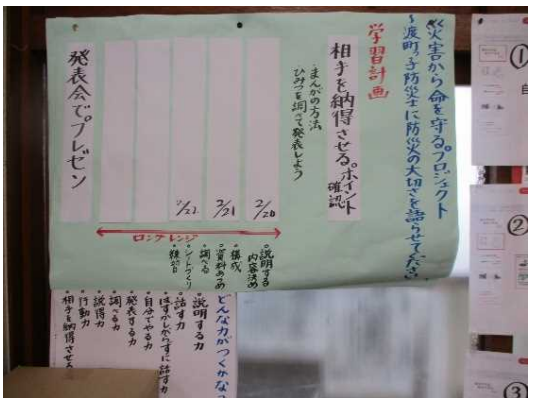 災害から命を守るプロジェクト
～渡町っ子防災士に防災の大切さを語らせてください
学習計画
相手を納得させるポイント
確認
・まんがの方法
ひみつを調べて発表しよう
2/20
2/21
2/22
発表会でプレゼン
ロングレンジ
説明する
内容決め
構成
資料あつめ
調べる
シートづくり
練習
どんな力がつくかな
説明する力
話す力
はずかしがらずに話す力
自分でやる力
発表する力
調べる力
説得力
行動力
相手を納得させる
①
②
③